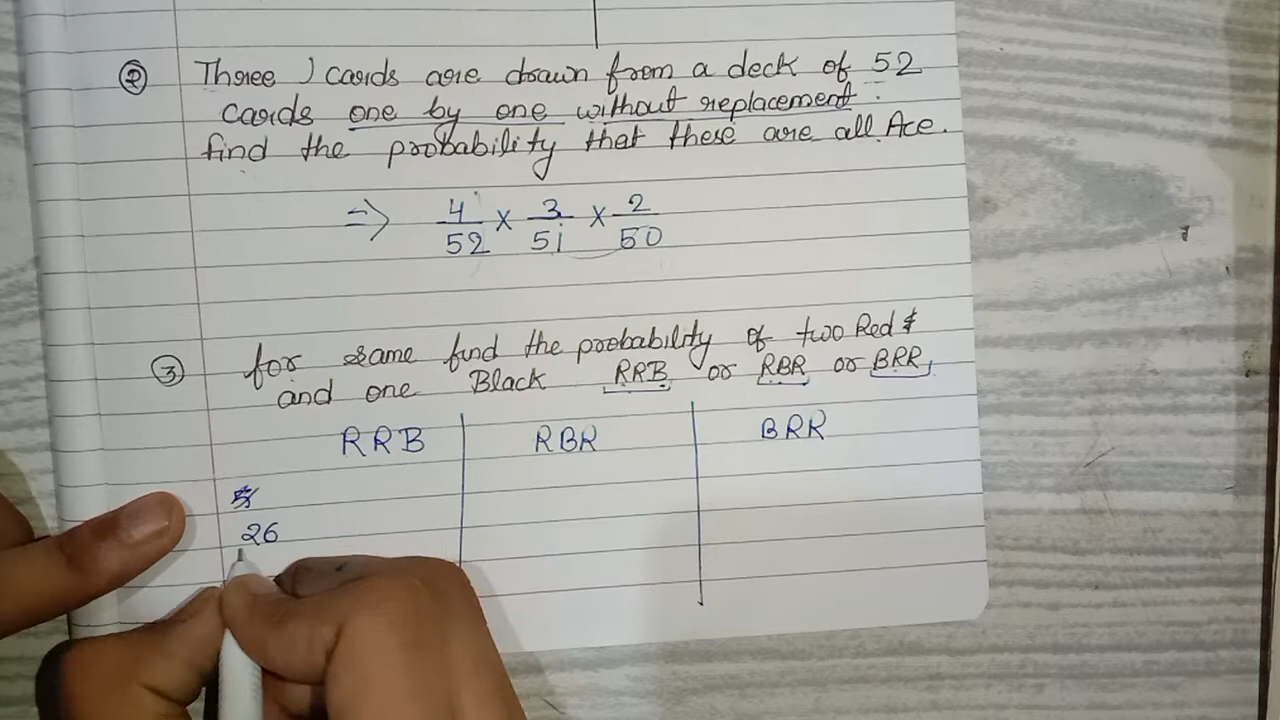 ② Three ) cards are drawn from a deck of 52
cards one by one without replacement.
find the probability that these are all Ace.
=> 4/52 × 3/51 × 2/50
③ for same find the probability of two Red &
and one Black RRB or RBR or BRR,
RRB RBR BRR
26